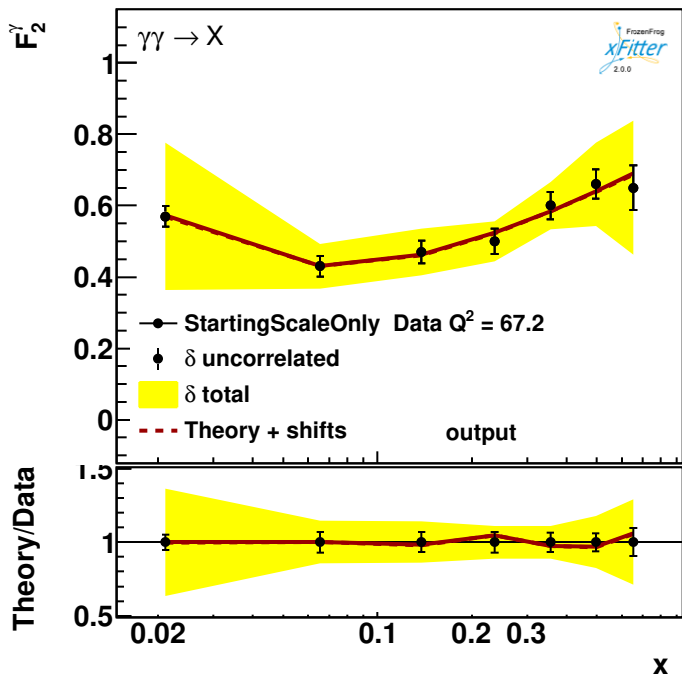 F₂^γ
γγ → X
FrozenFrog
xFitter
2.0.0
1
0.8
0.6
0.4
0.2
0
StartingScaleOnly Data Q² = 67.2
δ uncorrelated
δ total
Theory + shifts
output
Theory/Data
1.5
1
0.5
0.02 0.1 0.2 0.3
x